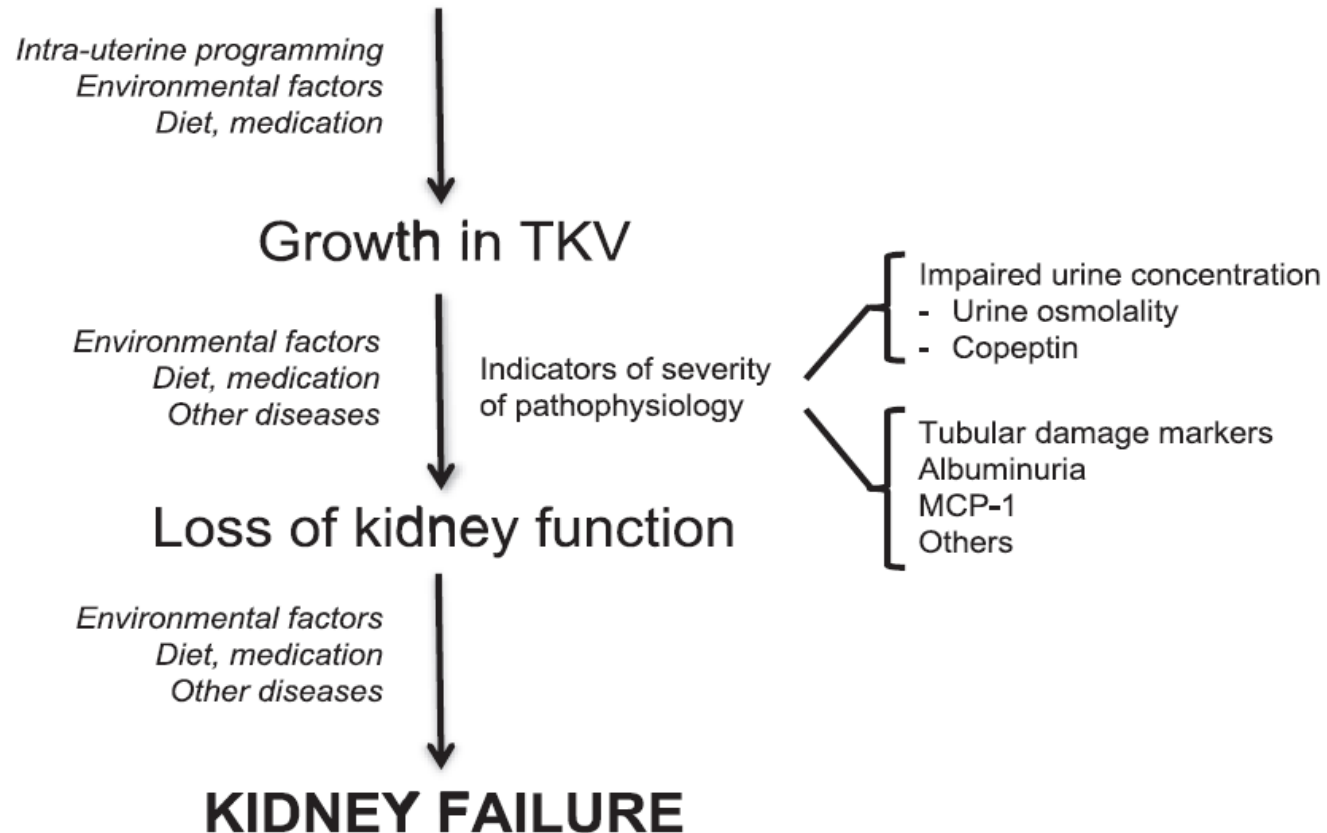 Intra-uterine programming
Environmental factors
Diet, medication
Growth in TKV
Environmental factors
Diet, medication
Other diseases
Indicators of severity
of pathophysiology
Impaired urine concentration
- Urine osmolality
- Copeptin
Tubular damage markers
Albuminuria
MCP-1
Others
Loss of kidney function
Environmental factors
Diet, medication
Other diseases
KIDNEY FAILURE